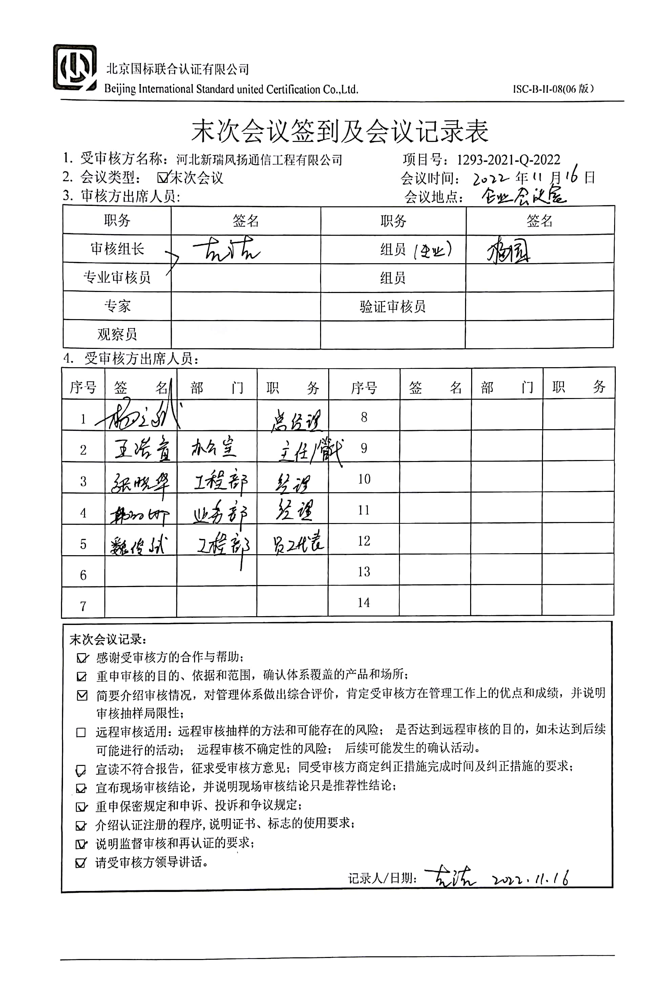 北京国标联合认证有限公司
Beijing International Standard united Certification Co.,Ltd. ISC-B-II-08(06 版)
末次会议签到及会议记录表
1. 受审核方名称：河北新瑞风扬通信工程有限公司 项目号：1293-2021-Q-2022
2. 会议类型： ☑末次会议 会议时间：2022 年 11 月 16 日
3. 审核方出席人员: 会议地点：企业会议室
职务 签名 职务 签名
审核组长 组员 (专业)
专业审核员 组员
专家 验证审核员
观察员
4. 受审核方出席人员：
序号 签 名 部 门 职 务 序号 签 名 部 门 职 务
1 总经理 8
2 王浩 办公室 主任/管代 9
3 张晓华 工程部 经理 10
4 业务部 经理 11
5 魏俊斌 工程部 员工代表 12
6 13
7 14
末次会议记录：
☑ 感谢受审核方的合作与帮助；
☑ 重申审核的目的、依据和范围，确认体系覆盖的产品和场所；
☑ 简要介绍审核情况，对管理体系做出综合评价，肯定受审核方在管理工作上的优点和成绩，并说明
审核抽样局限性；
□ 远程审核适用：远程审核抽样的方法和可能存在的风险； 是否达到远程审核的目的，如未达到后续
可能进行的活动； 远程审核不确定性的风险； 后续可能发生的确认活动。
☑ 宣读不符合报告，征求受审核方意见；同受审核方商定纠正措施完成时间及纠正措施的要求；
☑ 宣布现场审核结论，并说明现场审核结论只是推荐性结论；
☑ 重申保密规定和申诉、投诉和争议规定；
☑ 介绍认证注册的程序, 说明证书、标志的使用要求；
☑ 说明监督审核和再认证的要求；
☑ 请受审核方领导讲话。
记录人/日期： 2022.11.16